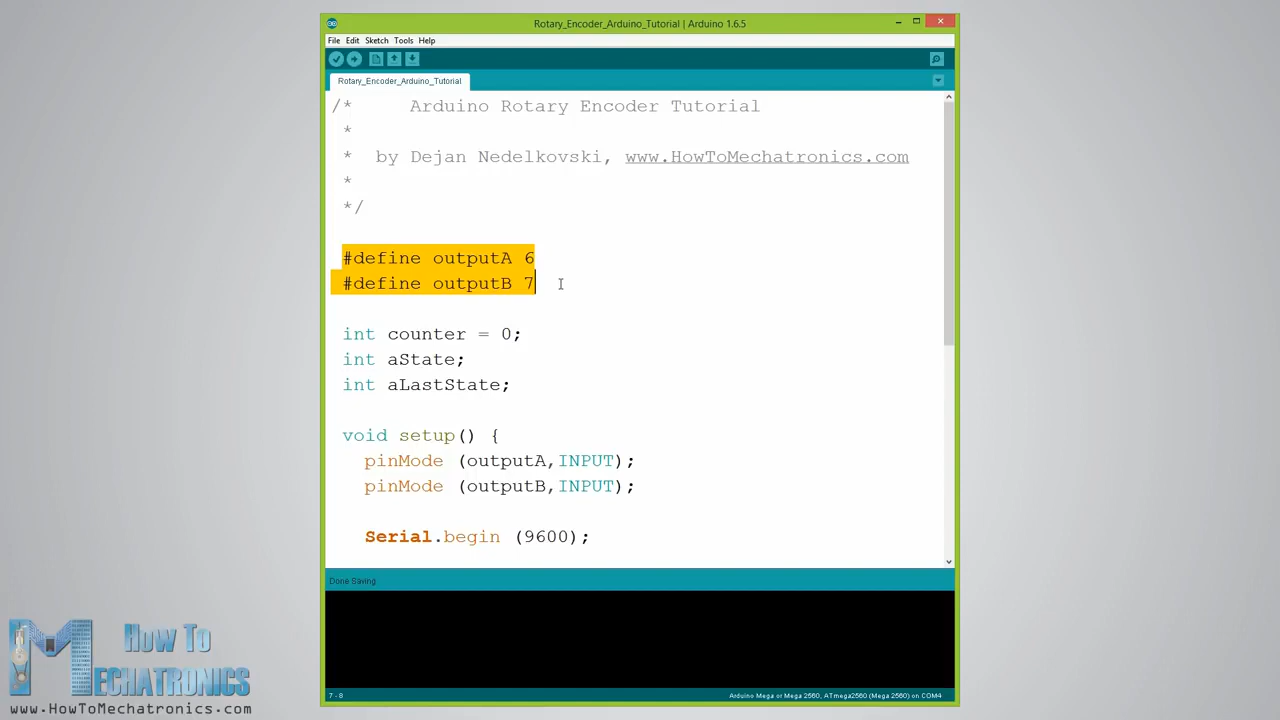 Rotary_Encoder_Arduino_Tutorial | Arduino 1.6.5
File Edit Sketch Tools Help
Rotary_Encoder_Arduino_Tutorial
/*     Arduino Rotary Encoder Tutorial
 *
 *  by Dejan Nedelkovski, www.HowToMechatronics.com
 *
 */
#define outputA 6
#define outputB 7
int counter = 0;
int aState;
int aLastState;
void setup() {
pinMode (outputA,INPUT);
pinMode (outputB,INPUT);
Serial.begin (9600);
Done Saving.
7 - 8
Arduino Mega or Mega 2560, ATmega2560 (Mega 2560) on COM4
How To
MECHATRONICS
www.HowToMechatronics.com